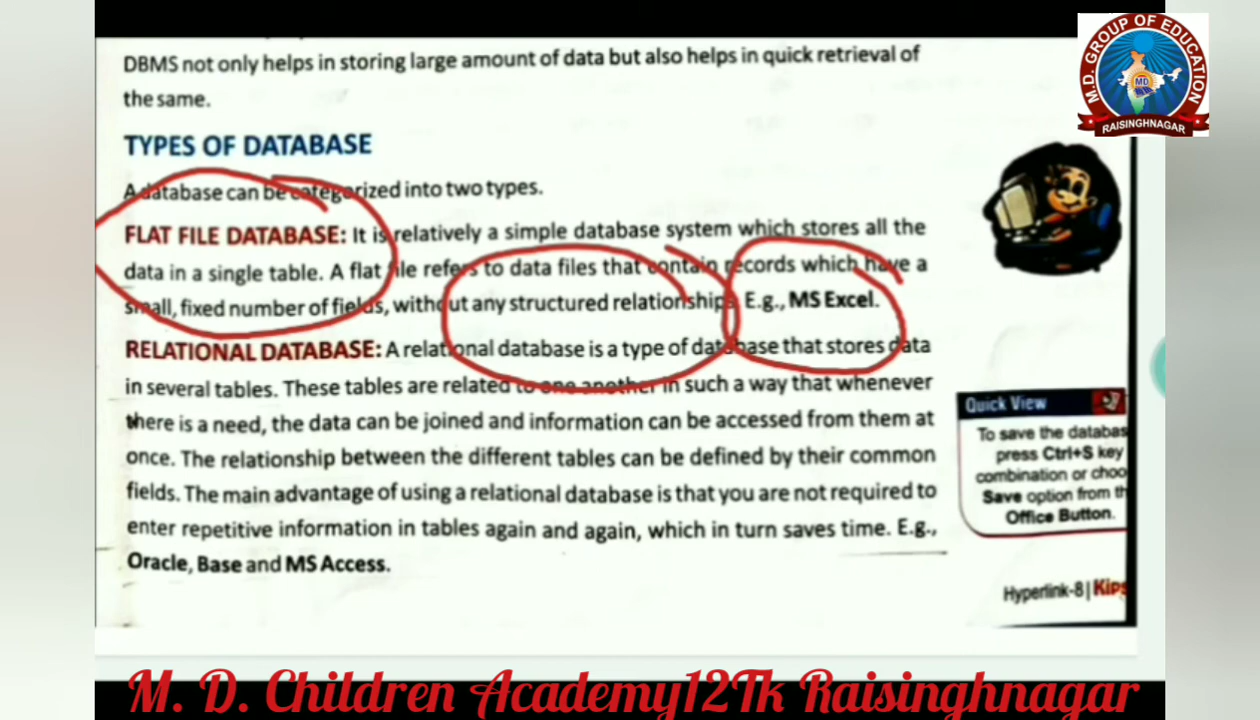 DBMS not only helps in storing large amount of data but also helps in quick retrieval of
the same.
TYPES OF DATABASE
A database can be categorized into two types.
FLAT FILE DATABASE: It is relatively a simple database system which stores all the
data in a single table. A flat file refers to data files that contain records which have a
small, fixed number of fields, without any structured relationships. E.g., MS Excel.
RELATIONAL DATABASE: A relational database is a type of database that stores data
in several tables. These tables are related to one another in such a way that whenever
there is a need, the data can be joined and information can be accessed from them at
once. The relationship between the different tables can be defined by their common
fields. The main advantage of using a relational database is that you are not required to
enter repetitive information in tables again and again, which in turn saves time. E.g.,
Oracle, Base and MS Access.
M.D. GROUP OF EDUCATION
MD
RAISINGHNAGAR
Quick View
To save the databas
press Ctrl+S key
combination or choo
Save option from th
Office Button.
Hyperlink-8|Kips
M. D. Children Academy12Tk Raisinghnagar